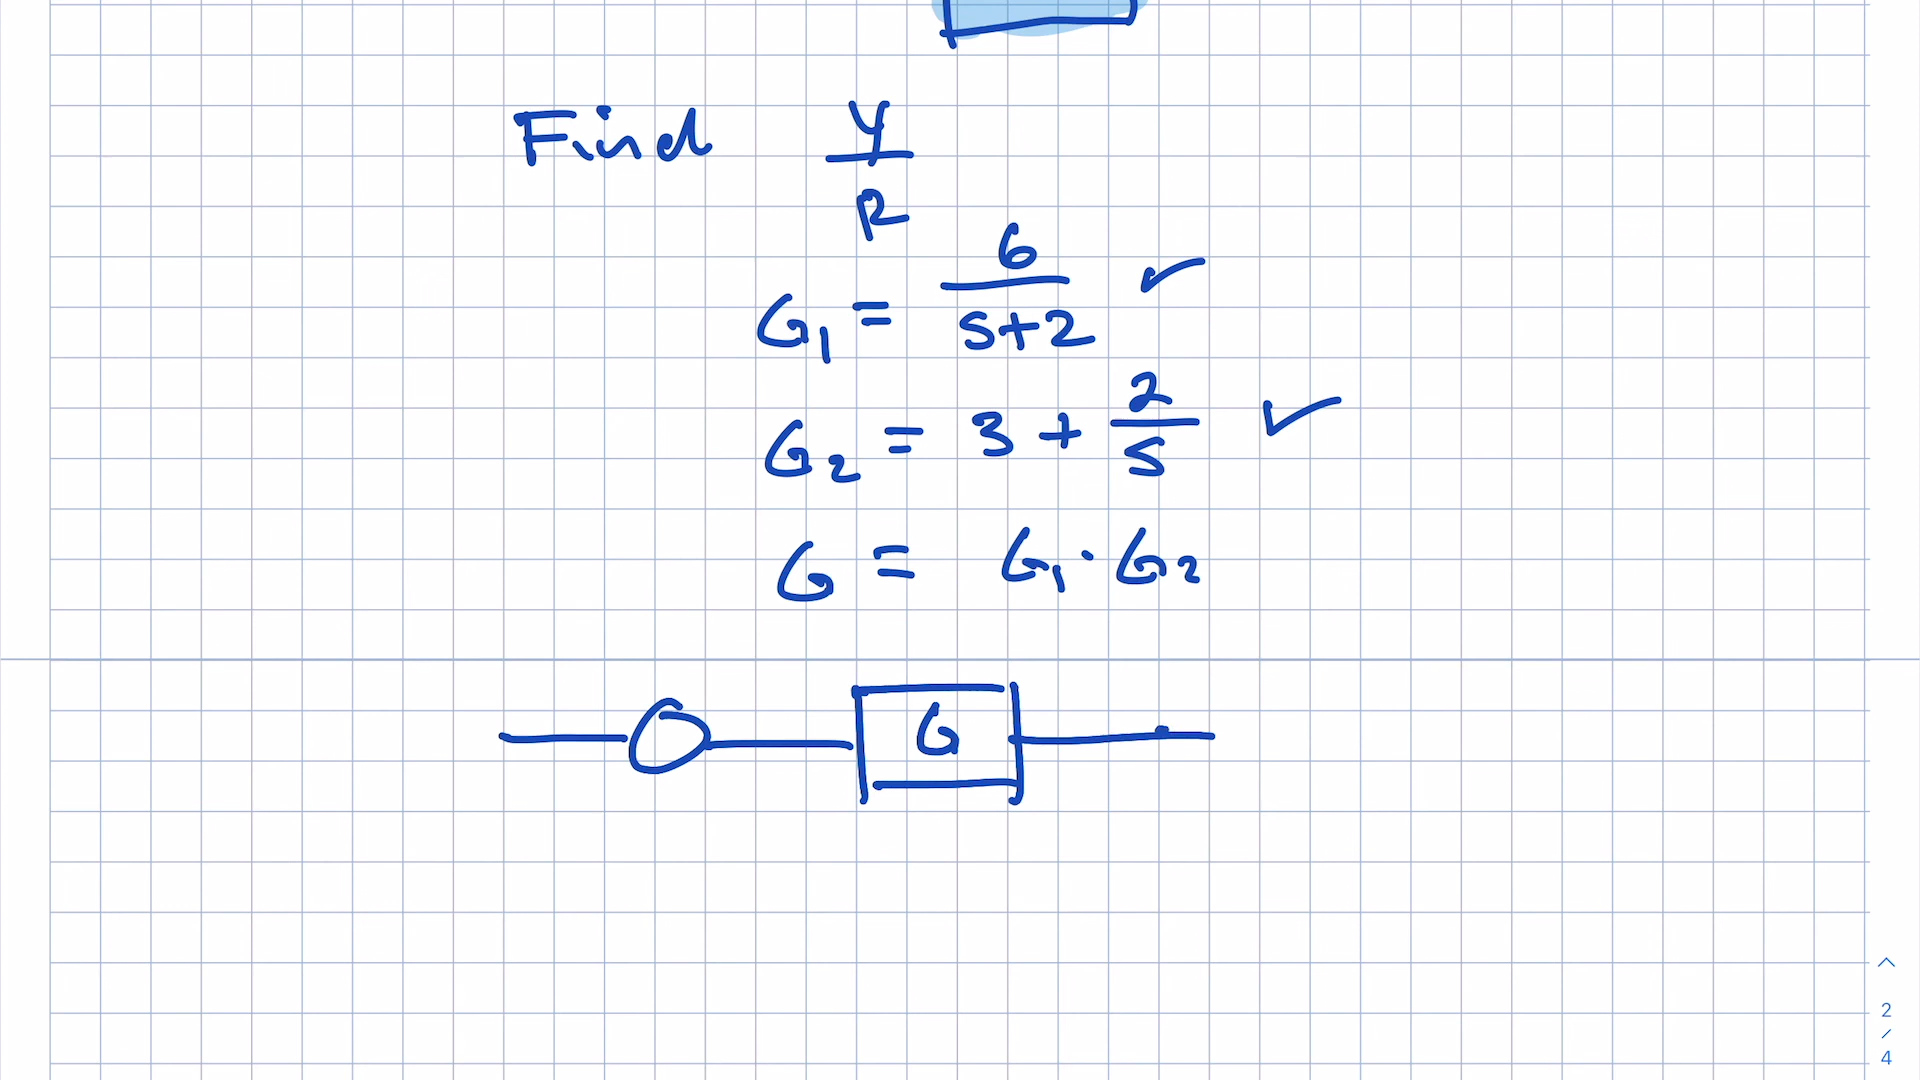 Find Y/R
G₁ = 6/(s+2) ✓
G₂ = 3 + 2/s ✓
G = G₁ · G₂
G
2
/
4